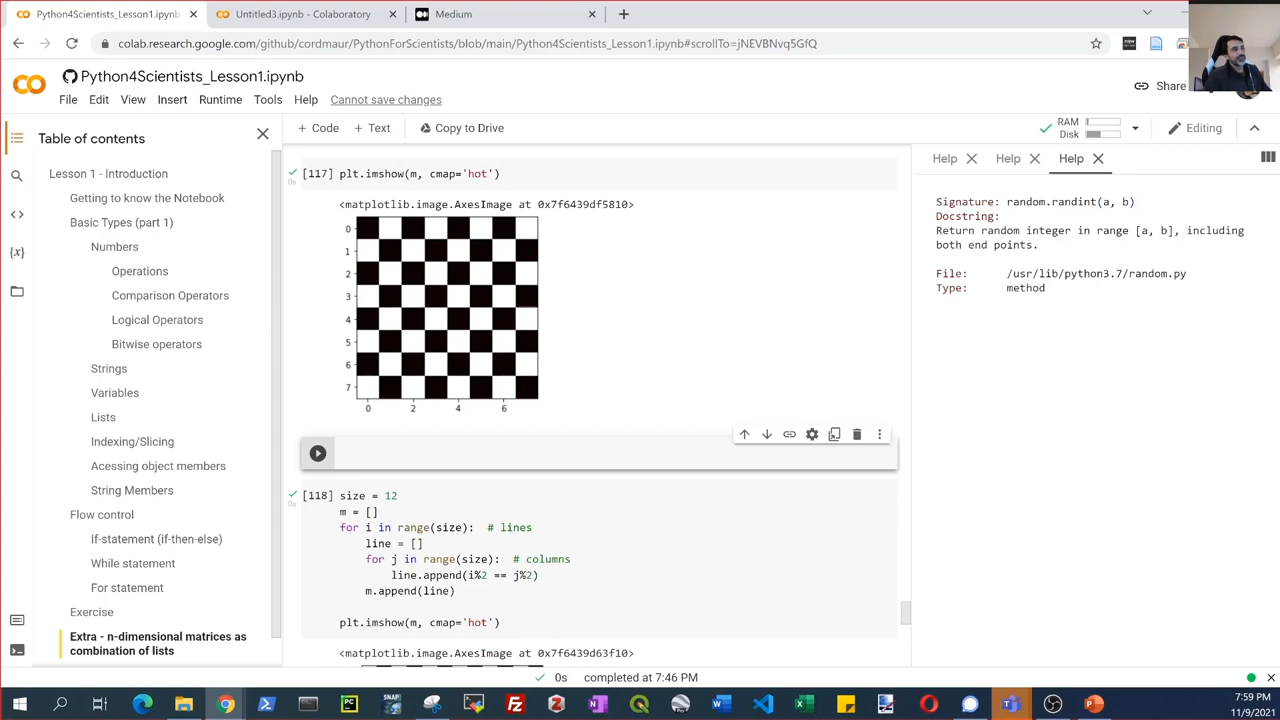 Python4Scientists_Lesson1.ipynb
Untitled3.ipynb - Colaboratory
Medium
colab.research.google.com/github/cordmaur/PythonForScientists/blob/main/Python4Scientists_Lesson1.ipynb#scrollTo=jNEVBNvq5GfQ
Python4Scientists_Lesson1.ipynb
File Edit View Insert Runtime Tools Help Cannot save changes
Share
+ Code + Text Copy to Drive
RAM
Disk
Editing
Table of contents
Lesson 1 - Introduction
Getting to know the Notebook
Basic Types (part 1)
Numbers
Operations
Comparison Operators
Logical Operators
Bitwise operators
Strings
Variables
Lists
Indexing/Slicing
Acessing object members
String Members
Flow control
If-statement (if-then-else)
While statement
For statement
Exercise
Extra - n-dimensional matrices as
combination of lists
[117] plt.imshow(m, cmap='hot')
0s
<matplotlib.image.AxesImage at 0x7f6439df5810>
0
1
2
3
4
5
6
7
0 2 4 6
[118] size = 12
0s
m = []
for i in range(size):  # lines
line = []
for j in range(size):  # columns
line.append(i%2 == j%2)
m.append(line)
plt.imshow(m, cmap='hot')
<matplotlib.image.AxesImage at 0x7f6439d63f10>
Help Help Help
Signature: random.randint(a, b)
Docstring:
Return random integer in range [a, b], including
both end points.
File: /usr/lib/python3.7/random.py
Type: method
0s completed at 7:46 PM
7:59 PM
11/9/2021